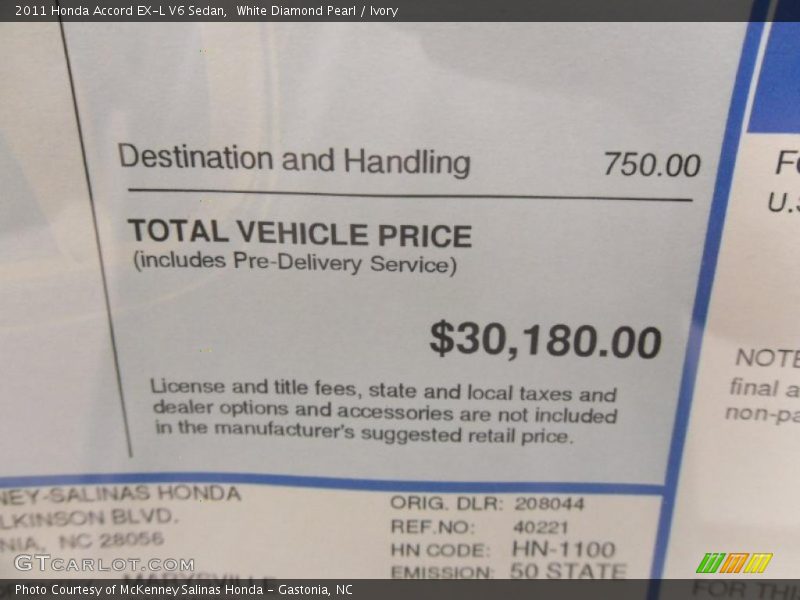 2011 Honda Accord EX-L V6 Sedan, White Diamond Pearl / Ivory
Destination and Handling 750.00
TOTAL VEHICLE PRICE
(includes Pre-Delivery Service)
$30,180.00
License and title fees, state and local taxes and
dealer options and accessories are not included
in the manufacturer's suggested retail price.
U.S
NOTE
final a
non-pa
NEY-SALINAS HONDA
LKINSON BLVD.
NIA, NC 28056
ORIG. DLR: 208044
REF.NO: 40221
HN CODE: HN-1100
EMISSION: 50 STATE
MARYSVILLE
FOR THI
GTCARLOT.COM
Photo Courtesy of McKenney Salinas Honda - Gastonia, NC